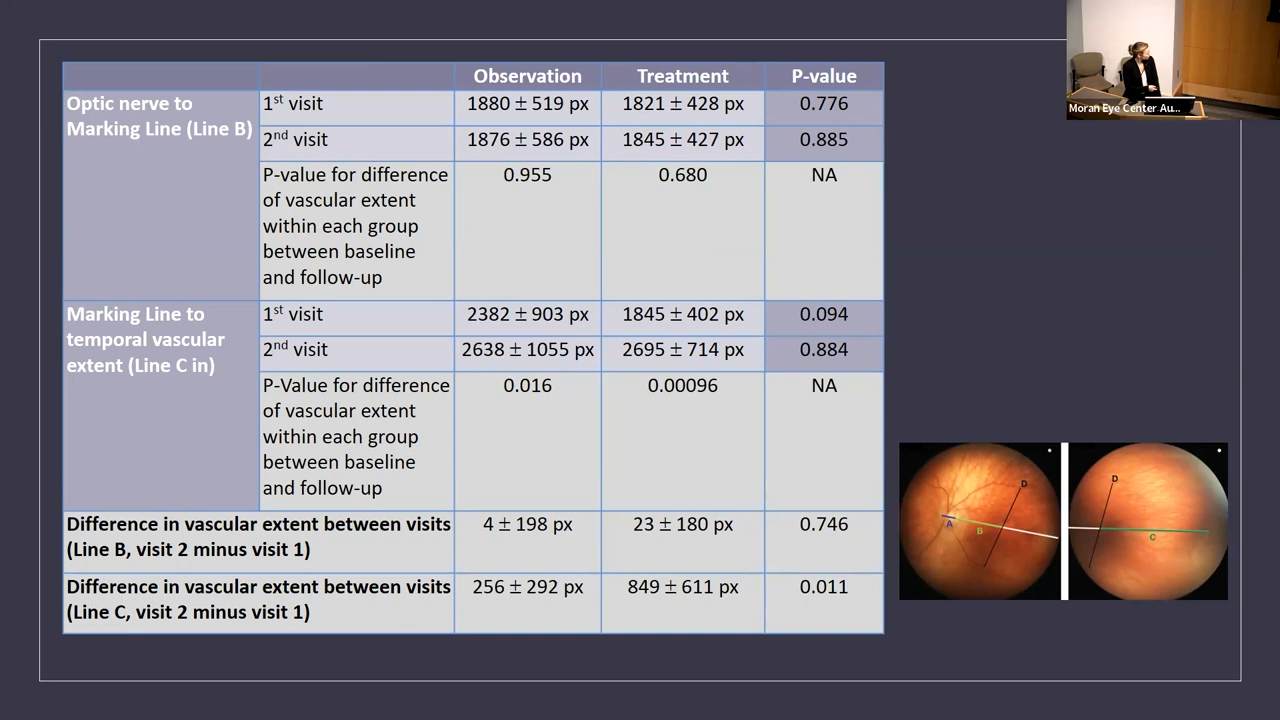 Observation Treatment P-value
Optic nerve to
Marking Line (Line B)
1st visit 1880 ± 519 px 1821 ± 428 px 0.776
2nd visit 1876 ± 586 px 1845 ± 427 px 0.885
P-value for difference
of vascular extent
within each group
between baseline
and follow-up
0.955 0.680 NA
Marking Line to
temporal vascular
extent (Line C in)
1st visit 2382 ± 903 px 1845 ± 402 px 0.094
2nd visit 2638 ± 1055 px 2695 ± 714 px 0.884
P-Value for difference
of vascular extent
within each group
between baseline
and follow-up
0.016 0.00096 NA
Difference in vascular extent between visits
(Line B, visit 2 minus visit 1)
4 ± 198 px 23 ± 180 px 0.746
Difference in vascular extent between visits
(Line C, visit 2 minus visit 1)
256 ± 292 px 849 ± 611 px 0.011
Moran Eye Center Au...
D
A
B
D
C